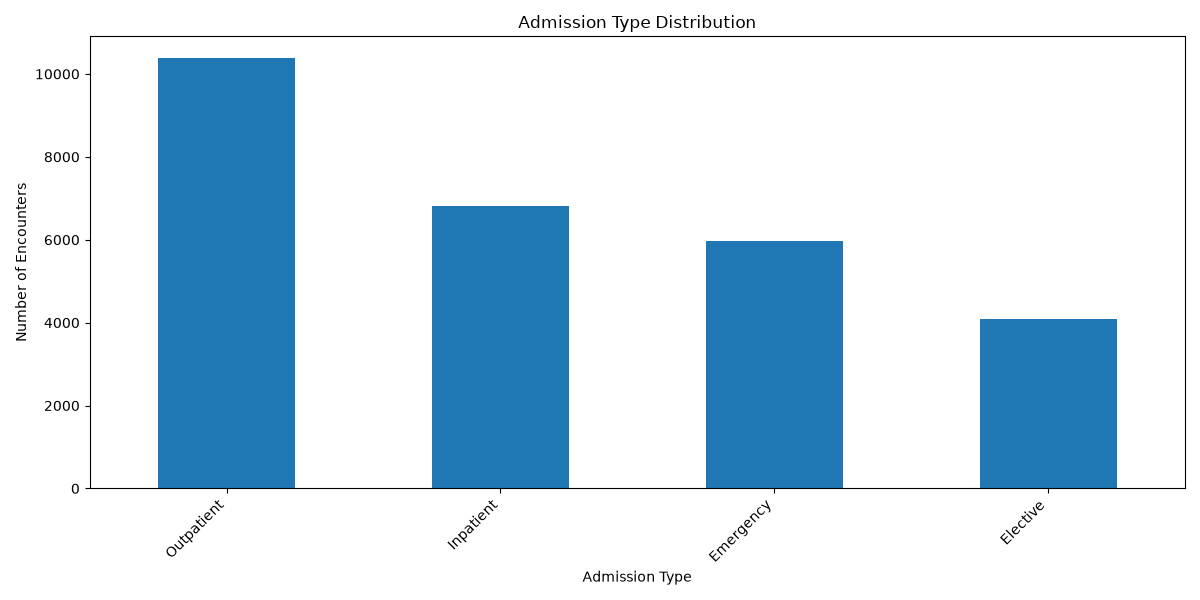 Admission Type Distribution
Number of Encounters
10000
8000
6000
4000
2000
0
Outpatient
Inpatient
Emergency
Elective
Admission Type